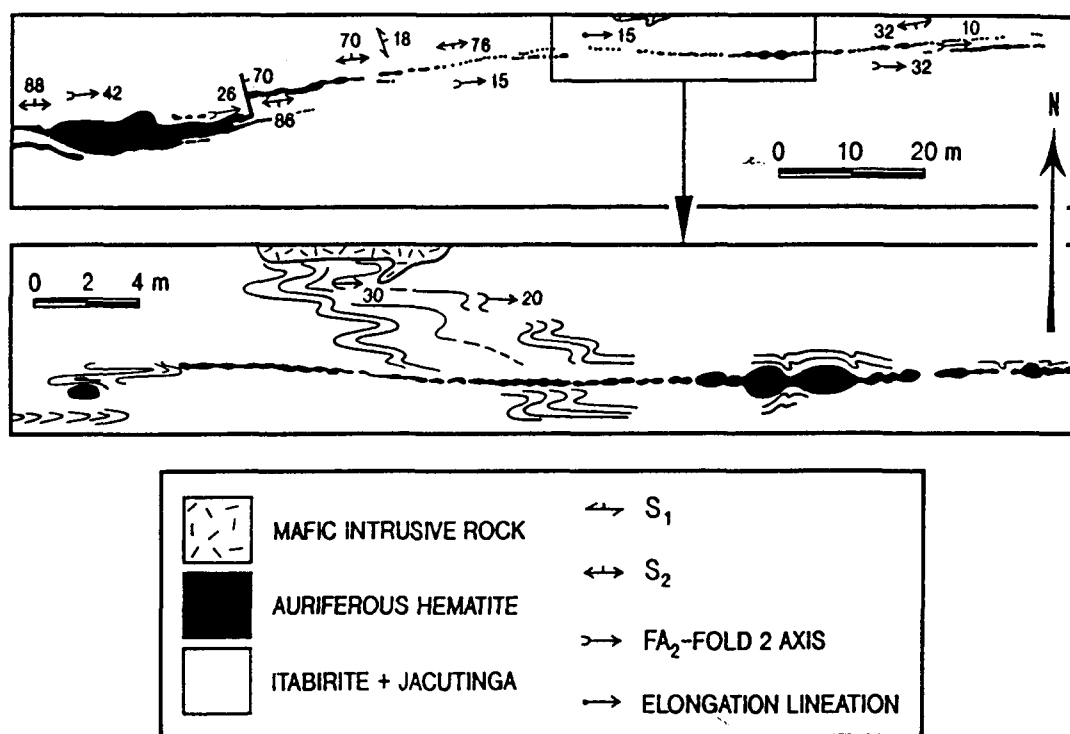 70 18 70 76 15 32 10
88 42 26 70 15 32
86
N
0 10 20 m
0 2 4 m
30 20
MAFIC INTRUSIVE ROCK
AURIFEROUS HEMATITE
ITABIRITE + JACUTINGA
S₁
S₂
FA₂-FOLD 2 AXIS
ELONGATION LINEATION